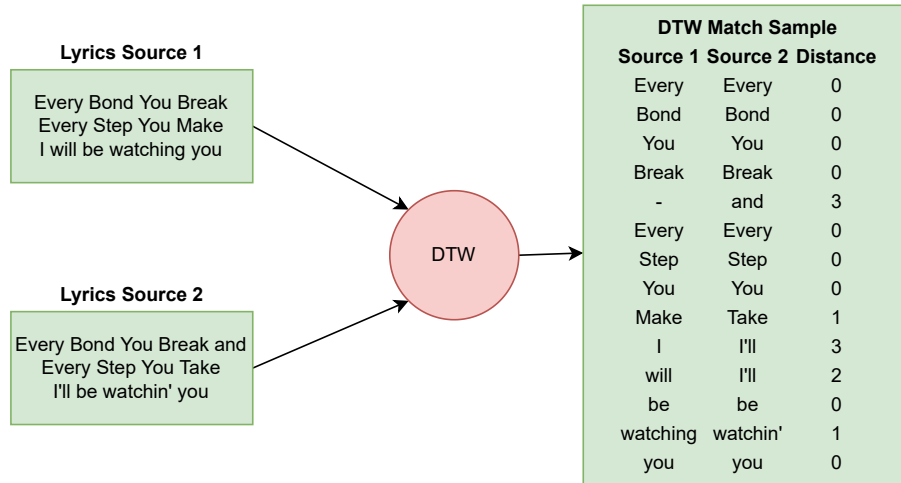 Lyrics Source 1
Every Bond You Break
Every Step You Make
I will be watching you
Lyrics Source 2
Every Bond You Break and
Every Step You Take
I'll be watchin' you
DTW
DTW Match Sample
Source 1 Source 2 Distance
Every Every 0
Bond Bond 0
You You 0
Break Break 0
- and 3
Every Every 0
Step Step 0
You You 0
Make Take 1
I I'll 3
will I'll 2
be be 0
watching watchin' 1
you you 0